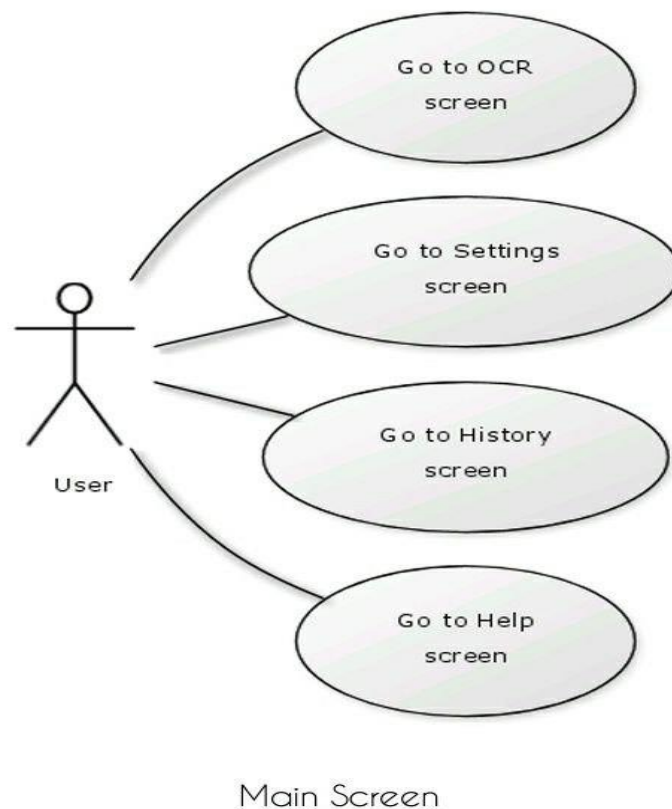 Go to OCR
screen
Go to Settings
screen
Go to History
screen
User
Go to Help
screen
Main Screen